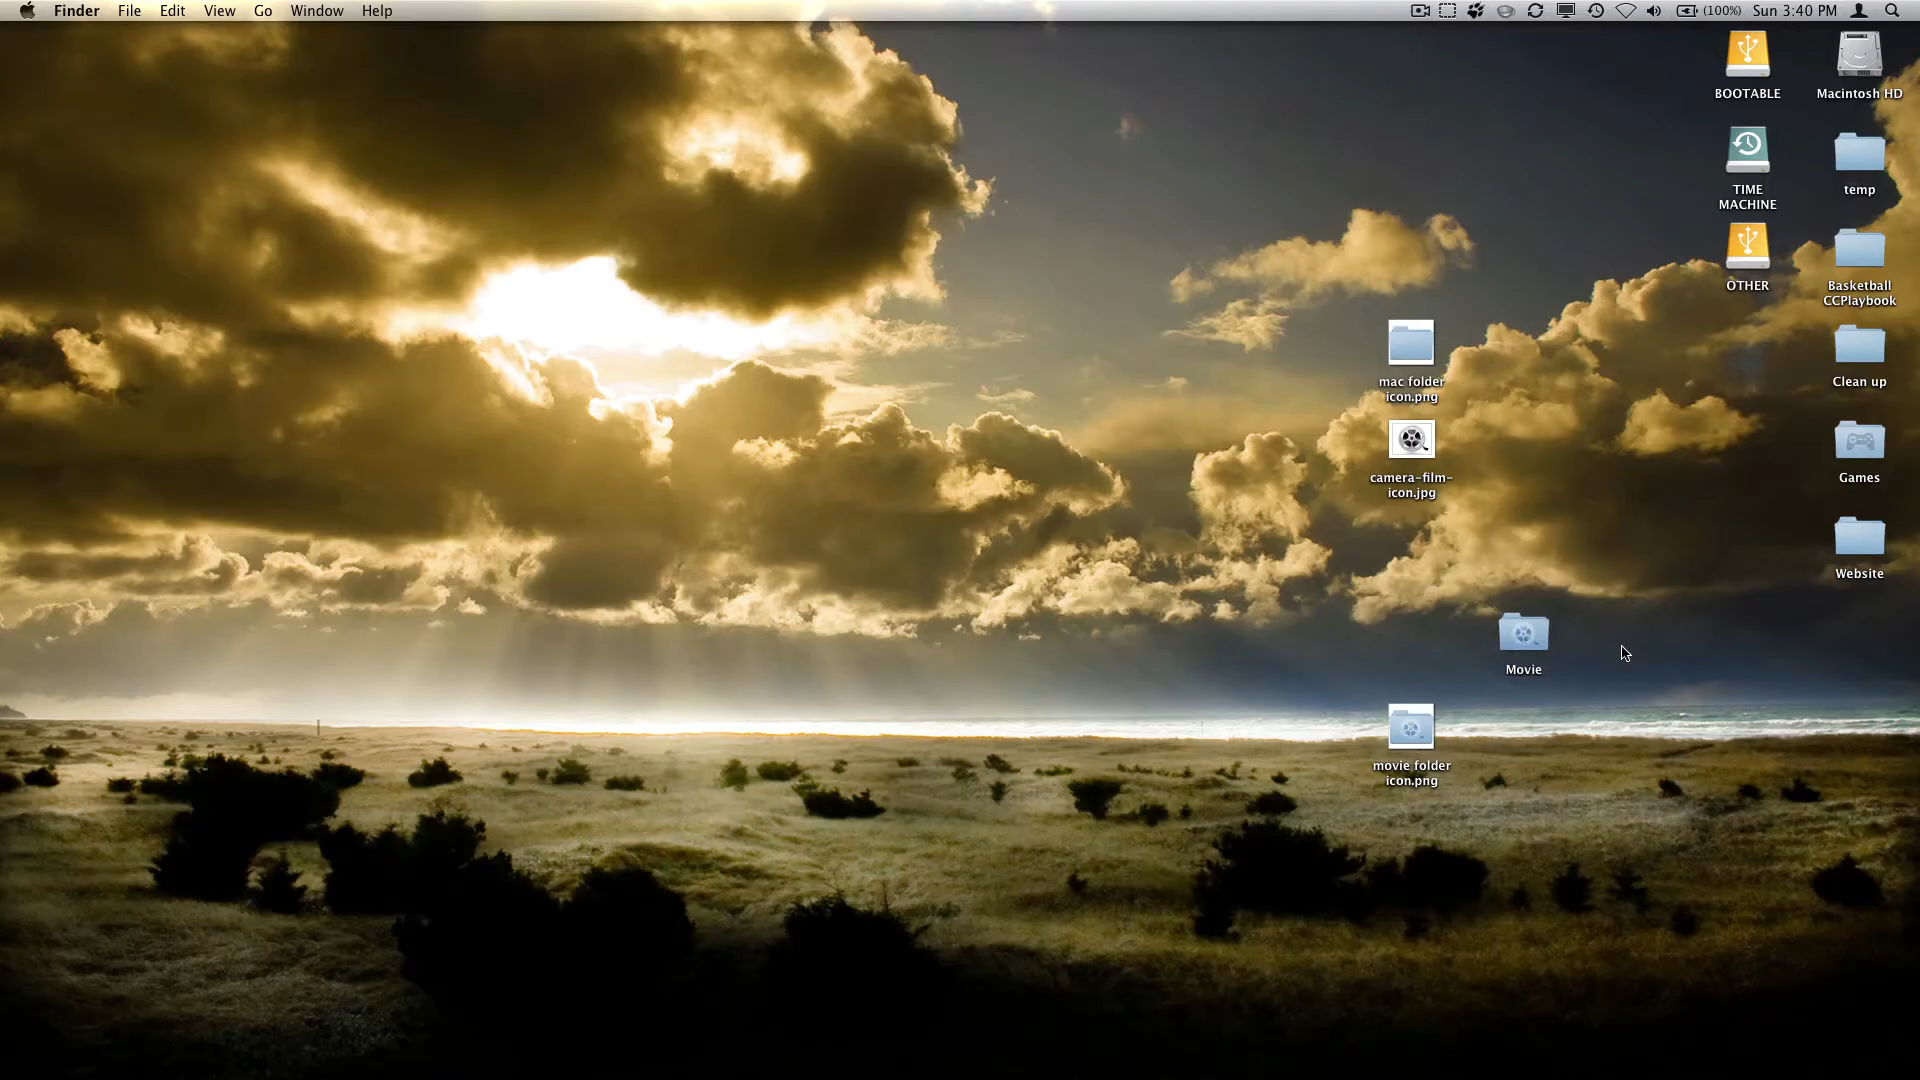 Finder File Edit View Go Window Help (100%) Sun 3:40 PM
BOOTABLE
Macintosh HD
TIME
MACHINE
temp
OTHER
Basketball
CCPlaybook
mac folder
icon.png
Clean up
camera-film-
icon.jpg
Games
Website
Movie
movie folder
icon.png